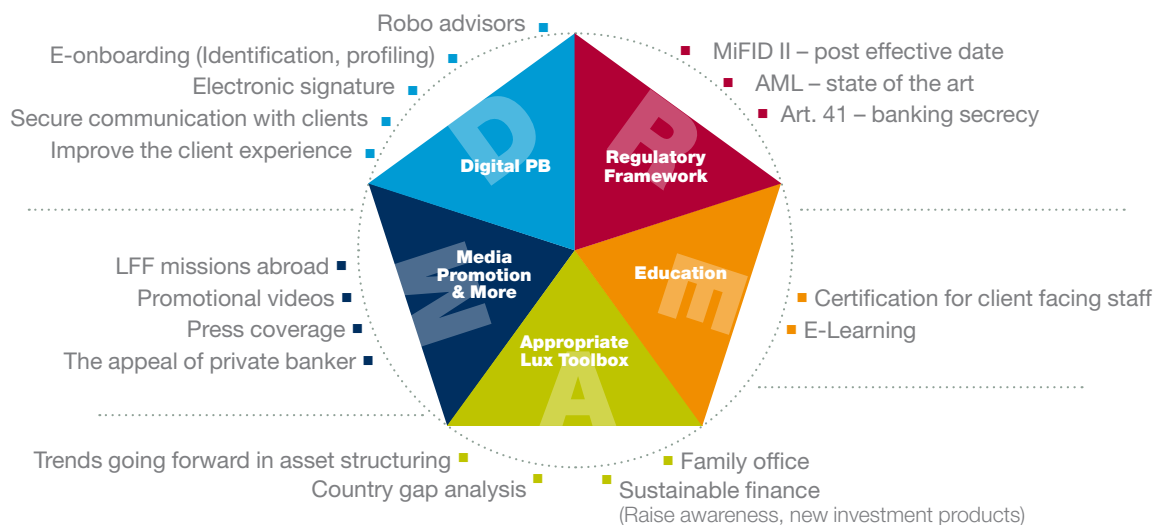 Robo advisors
E-onboarding (Identification, profiling)
Electronic signature
Secure communication with clients
Improve the client experience
D
Digital PB
MiFID II – post effective date
AML – state of the art
Art. 41 – banking secrecy
R
Regulatory
Framework
E
Education
Certification for client facing staff
E-Learning
LFF missions abroad
Promotional videos
Press coverage
The appeal of private banker
M
Media
Promotion
& More
Appropriate
Lux Toolbox
A
Trends going forward in asset structuring
Country gap analysis
Family office
Sustainable finance
(Raise awareness, new investment products)